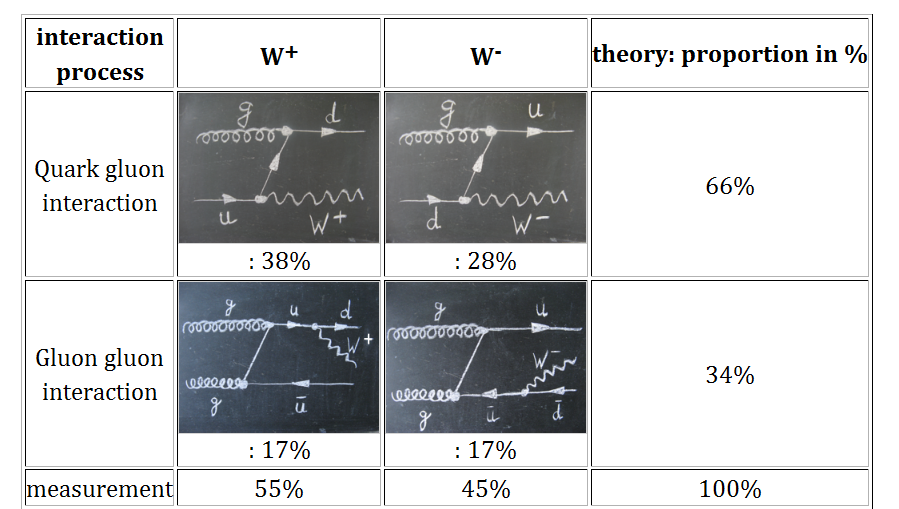 interaction process
W+
W-
theory: proportion in %
g d
u W+
g u
d W-
Quark gluon interaction
: 38%
: 28%
66%
g u d
W+
g ū
g u
W-
g ū d̄
Gluon gluon interaction
: 17%
: 17%
34%
measurement
55%
45%
100%